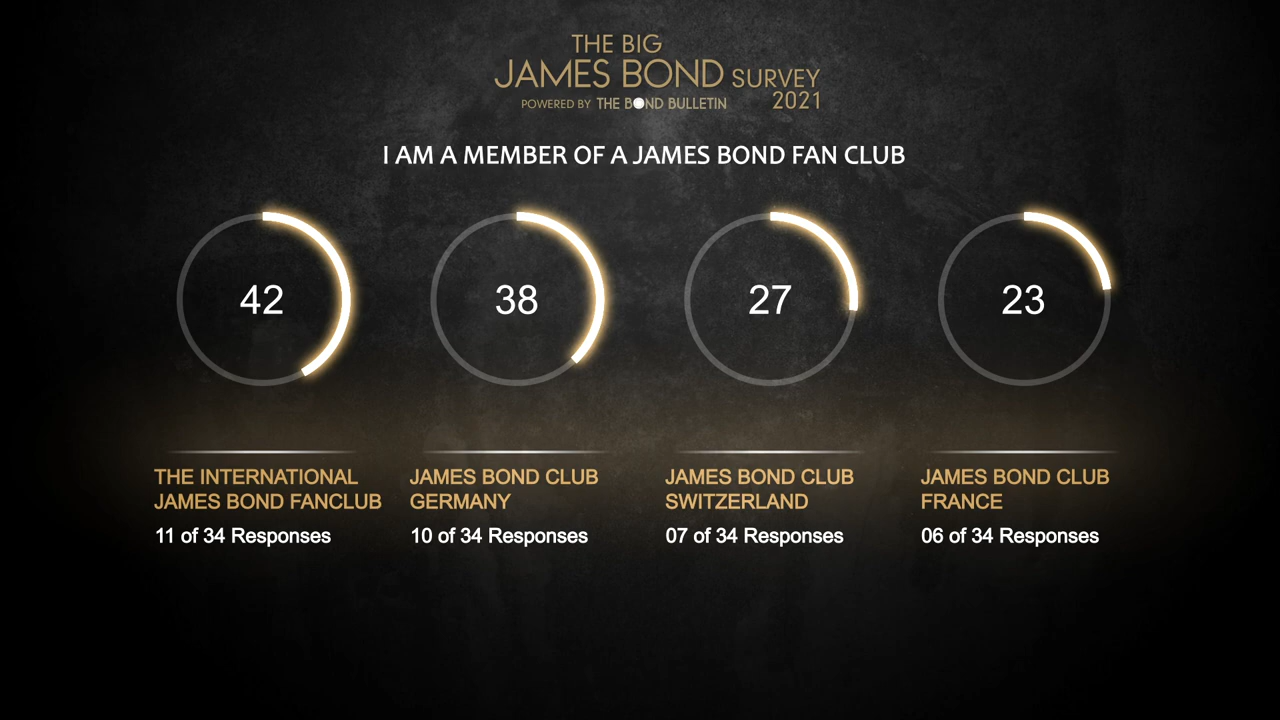 THE BIG
JAMES BOND SURVEY
POWERED BY THE BOND BULLETIN 2021
I AM A MEMBER OF A JAMES BOND FAN CLUB
42
38
27
23
THE INTERNATIONAL
JAMES BOND FANCLUB
11 of 34 Responses
JAMES BOND CLUB
GERMANY
10 of 34 Responses
JAMES BOND CLUB
SWITZERLAND
07 of 34 Responses
JAMES BOND CLUB
FRANCE
06 of 34 Responses